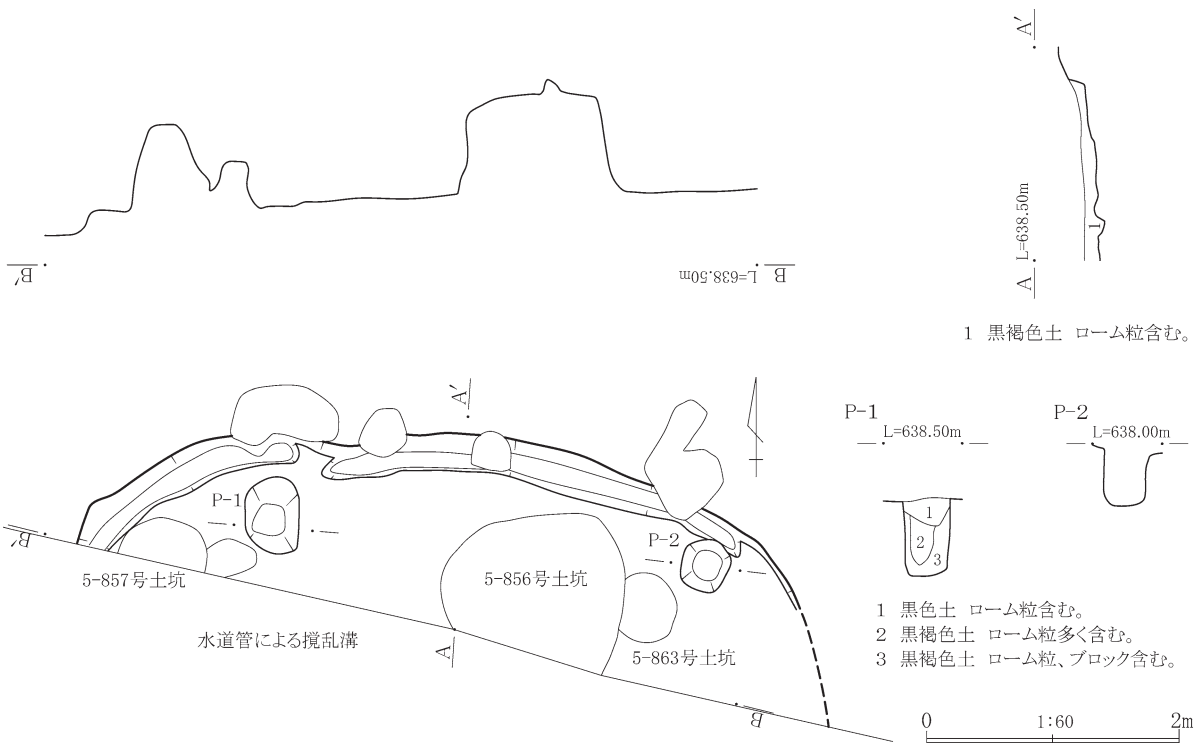 B′
L=638.50m
B
A′
L=638.50m
A
1
1 黒褐色土 ローム粒含む。
A′
P-1
P-2
B′
5-857号土坑
5-856号土坑
水道管による撹乱溝
A
5-863号土坑
B
P-1
L=638.50m
1
2
3
P-2
L=638.00m
1 黒色土 ローム粒含む。
2 黒褐色土 ローム粒多く含む。
3 黒褐色土 ローム粒、ブロック含む。
0 1:60 2m